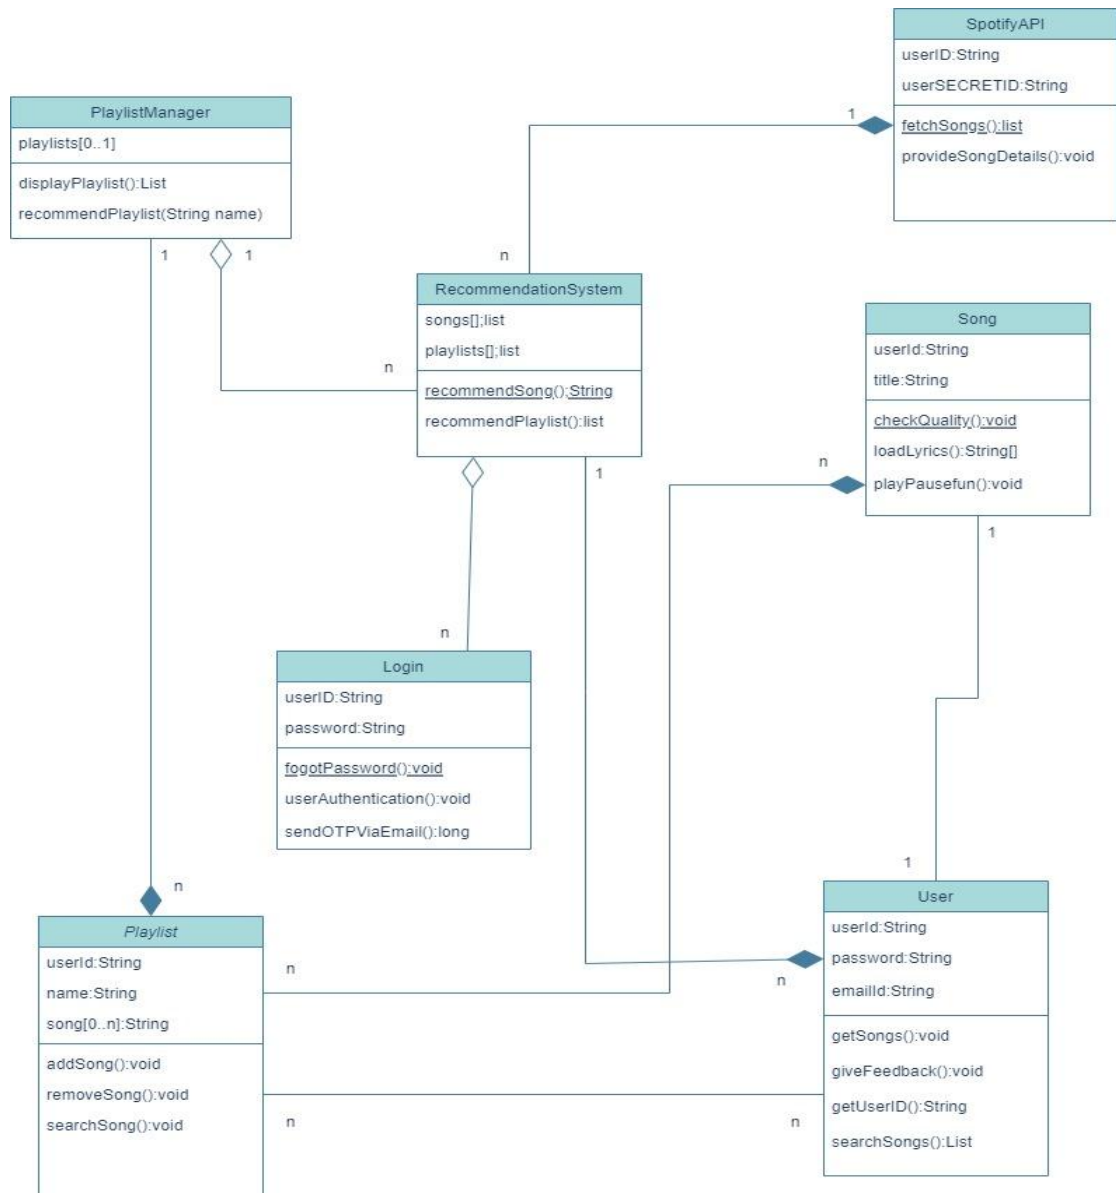 SpotifyAPI
userID:String
userSECRETID:String
fetchSongs();list
provideSongDetails():void
PlaylistManager
playlists[0..1]
displayPlaylist():List
recommendPlaylist(String name)
1
1
1
n
RecommendationSystem
songs[];list
playlists[];list
recommendSong();String
recommendPlaylist():list
n
1
Song
userId:String
title:String
checkQuality():void
loadLyrics():String[]
playPausefun():void
n
1
n
Login
userID:String
password:String
fogotPassword():void
userAuthentication():void
sendOTPViaEmail():long
n
Playlist
userId:String
name:String
song[0..n]:String
addSong():void
removeSong():void
searchSong():void
n
n
1
User
userId:String
password:String
emailId:String
getSongs():void
giveFeedback():void
getUserID():String
searchSongs():List
n
n